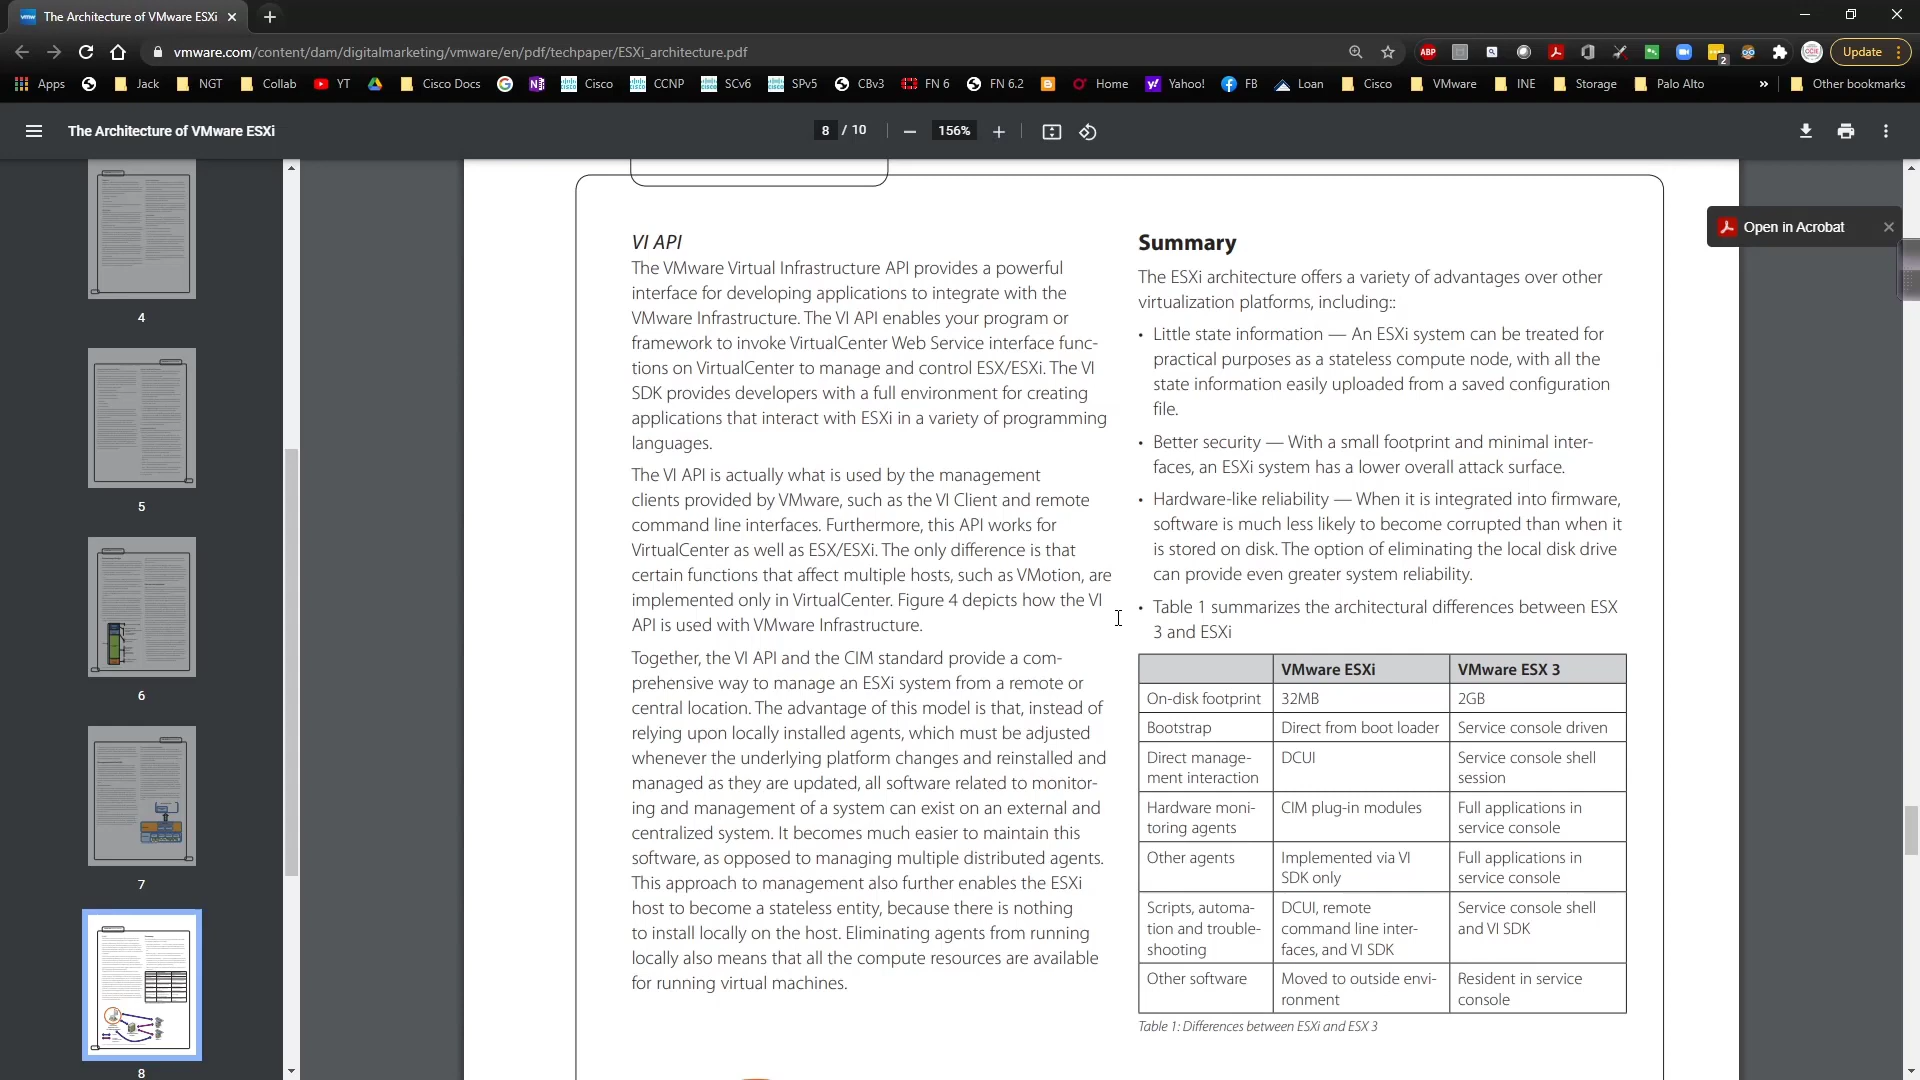 The Architecture of VMware ESXi
vmware.com/content/dam/digitalmarketing/vmware/en/pdf/techpaper/ESXi_architecture.pdf
ABP
2
Update
Apps
Jack
NGT
Collab
YT
Cisco Docs
Cisco
CCNP
SCv6
SPv5
CBv3
FN 6
FN 6.2
Home
Yahoo!
FB
Loan
Cisco
VMware
INE
Storage
Palo Alto
»
Other bookmarks
The Architecture of VMware ESXi
8 / 10
156%
Open in Acrobat
4
5
6
7
8
VI API
The VMware Virtual Infrastructure API provides a powerful
interface for developing applications to integrate with the
VMware Infrastructure. The VI API enables your program or
framework to invoke VirtualCenter Web Service interface func-
tions on VirtualCenter to manage and control ESX/ESXi. The VI
SDK provides developers with a full environment for creating
applications that interact with ESXi in a variety of programming
languages.
The VI API is actually what is used by the management
clients provided by VMware, such as the VI Client and remote
command line interfaces. Furthermore, this API works for
VirtualCenter as well as ESX/ESXi. The only difference is that
certain functions that affect multiple hosts, such as VMotion, are
implemented only in VirtualCenter. Figure 4 depicts how the VI
API is used with VMware Infrastructure.
Together, the VI API and the CIM standard provide a com-
prehensive way to manage an ESXi system from a remote or
central location. The advantage of this model is that, instead of
relying upon locally installed agents, which must be adjusted
whenever the underlying platform changes and reinstalled and
managed as they are updated, all software related to monitor-
ing and management of a system can exist on an external and
centralized system. It becomes much easier to maintain this
software, as opposed to managing multiple distributed agents.
This approach to management also further enables the ESXi
host to become a stateless entity, because there is nothing
to install locally on the host. Eliminating agents from running
locally also means that all the compute resources are available
for running virtual machines.
Summary
The ESXi architecture offers a variety of advantages over other
virtualization platforms, including::
• Little state information — An ESXi system can be treated for
practical purposes as a stateless compute node, with all the
state information easily uploaded from a saved configuration
file.
• Better security — With a small footprint and minimal inter-
faces, an ESXi system has a lower overall attack surface.
• Hardware-like reliability — When it is integrated into firmware,
software is much less likely to become corrupted than when it
is stored on disk. The option of eliminating the local disk drive
can provide even greater system reliability.
• Table 1 summarizes the architectural differences between ESX
3 and ESXi
VMware ESXi
VMware ESX 3
On-disk footprint
32MB
2GB
Bootstrap
Direct from boot loader
Service console driven
Direct manage-
ment interaction
DCUI
Service console shell
session
Hardware moni-
toring agents
CIM plug-in modules
Full applications in
service console
Other agents
Implemented via VI
SDK only
Full applications in
service console
Scripts, automa-
tion and trouble-
shooting
DCUI, remote
command line inter-
faces, and VI SDK
Service console shell
and VI SDK
Other software
Moved to outside envi-
ronment
Resident in service
console
Table 1: Differences between ESXi and ESX 3